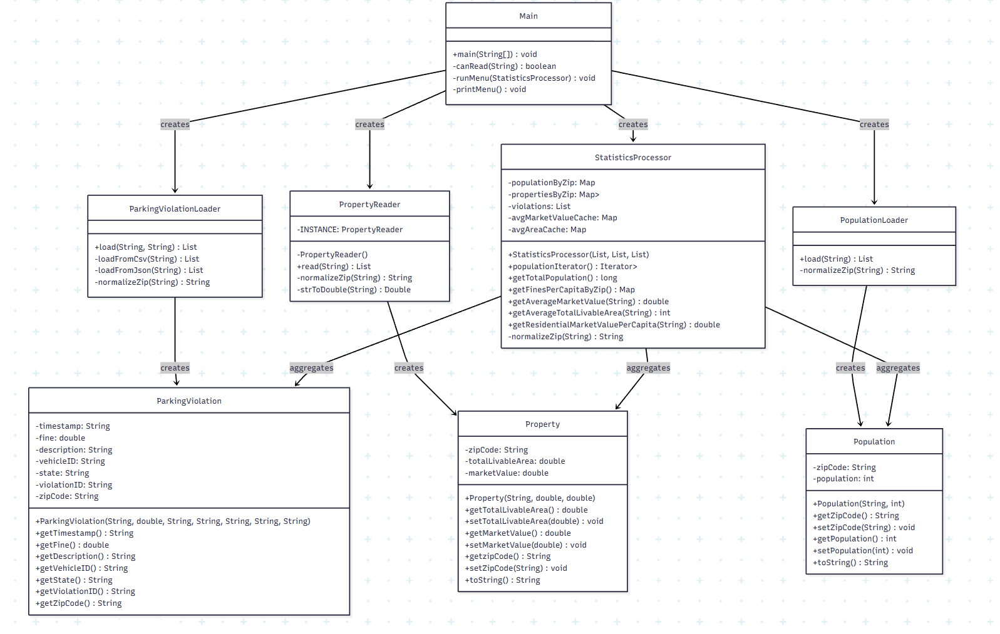 Main
+main(String[]) : void
-canRead(String) : boolean
-runMenu(StatisticsProcessor) : void
-printMenu() : void
creates
creates
creates
creates
ParkingViolationLoader
+load(String, String) : List
-loadFromCsv(String) : List
-loadFromJson(String) : List
-normalizeZip(String) : String
PropertyReader
-INSTANCE: PropertyReader
-PropertyReader()
+read(String) : List
-normalizeZip(String) : String
-strToDouble(String) : Double
StatisticsProcessor
-populationByZip: Map
-propertiesByZip: Map>
-violations: List
-avgMarketValueCache: Map
-avgAreaCache: Map
+StatisticsProcessor(List, List, List)
+populationIterator() : Iterator>
+getTotalPopulation() : long
+getFinesPerCapitaByZip() : Map
+getAverageMarketValue(String) : double
+getAverageTotalLivableArea(String) : int
+getResidentialMarketValuePerCapita(String) : double
-normalizeZip(String) : String
PopulationLoader
+load(String) : List
-normalizeZip(String) : String
creates
aggregates
creates
aggregates
creates
aggregates
ParkingViolation
-timestamp: String
-fine: double
-description: String
-vehicleID: String
-state: String
-violationID: String
-zipCode: String
+ParkingViolation(String, double, String, String, String, String, String)
+getTimestamp() : String
+getFine() : double
+getDescription() : String
+getVehicleID() : String
+getState() : String
+getViolationID() : String
+getZipCode() : String
Property
-zipCode: String
-totalLivableArea: double
-marketValue: double
+Property(String, double, double)
+getTotalLivableArea() : double
+setTotalLivableArea(double) : void
+getMarketValue() : double
+setMarketValue(double) : void
+getzipCode() : String
+setZipCode(String) : void
+toString() : String
Population
-zipCode: String
-population: int
+Population(String, int)
+getZipCode() : String
+setZipCode(String) : void
+getPopulation() : int
+setPopulation(int) : void
+toString() : String